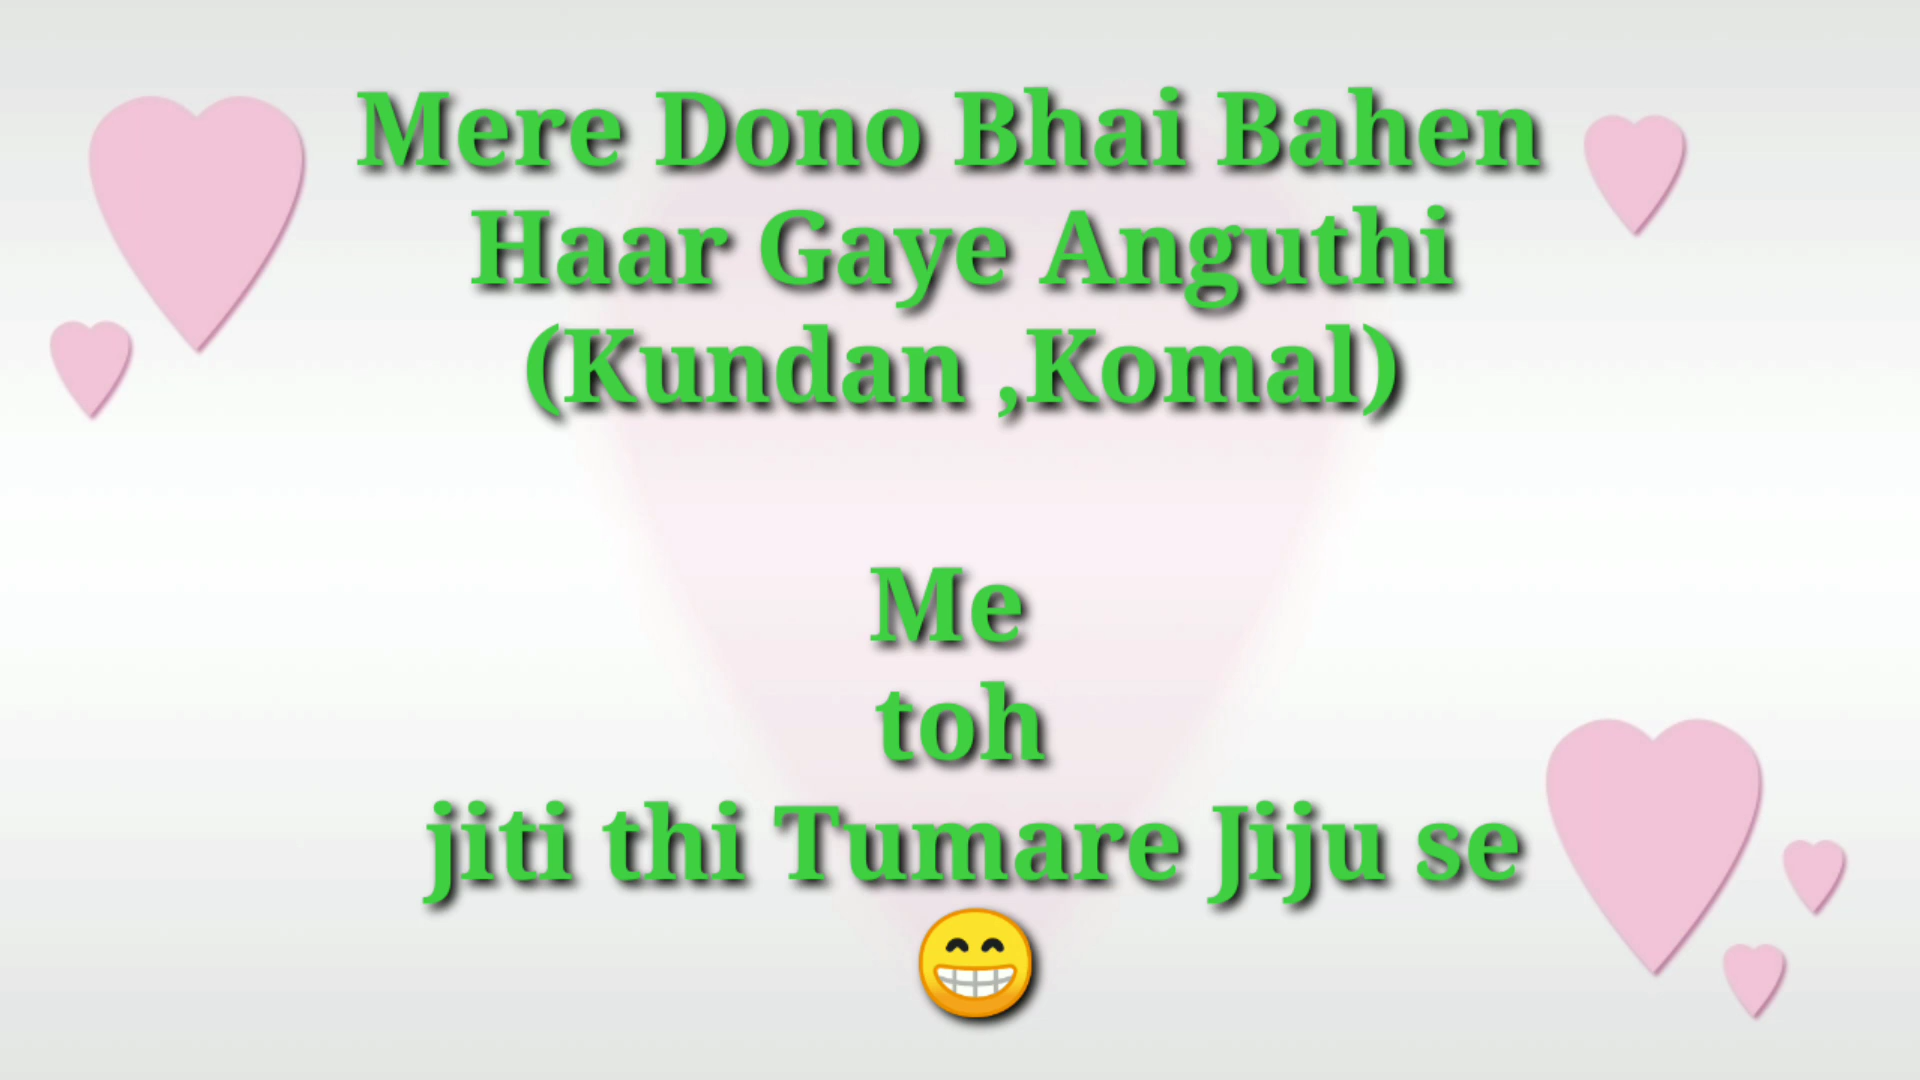 Mere Dono Bhai Bahen
Haar Gaye Anguthi
(Kundan ,Komal)
Me
toh
jiti thi Tumare Jiju se
😁